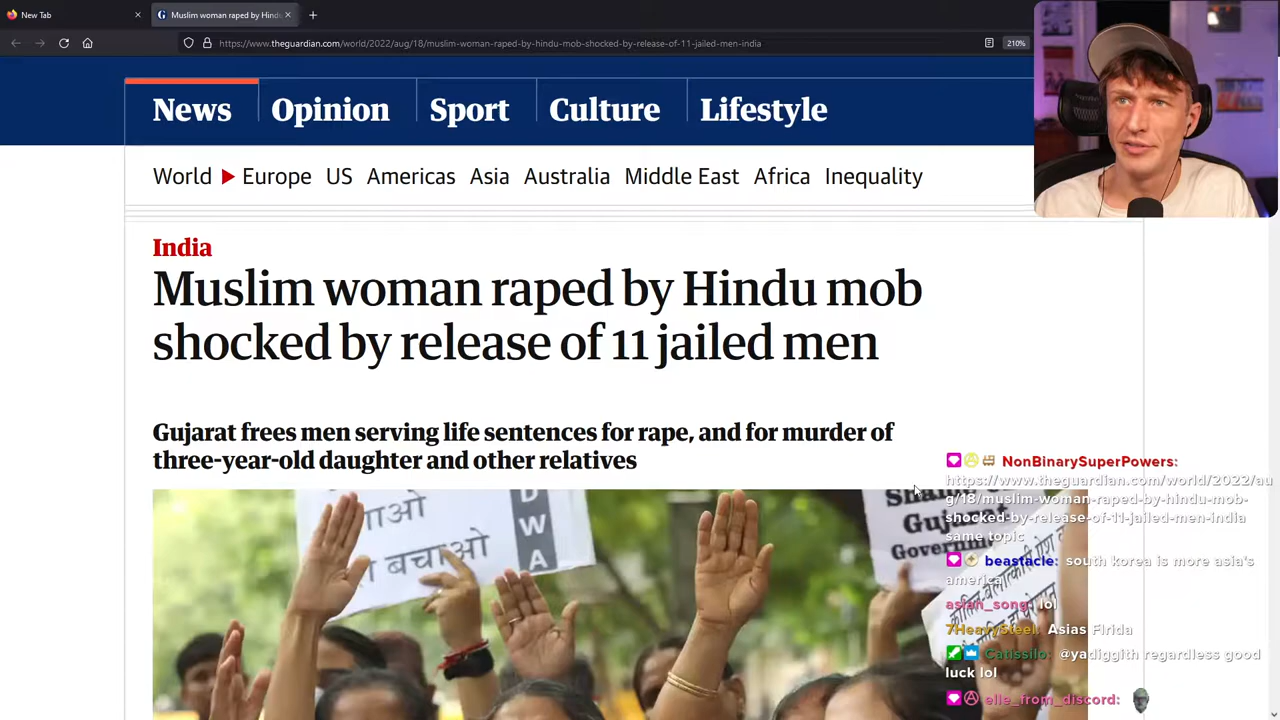 New Tab
Muslim woman raped by Hind
https://www.theguardian.com/world/2022/aug/18/muslim-woman-raped-by-hindu-mob-shocked-by-release-of-11-jailed-men-india
210%
News Opinion Sport Culture Lifestyle
World Europe US Americas Asia Australia Middle East Africa Inequality
India
Muslim woman raped by Hindu mob
shocked by release of 11 jailed men
Gujarat frees men serving life sentences for rape, and for murder of
three-year-old daughter and other relatives
D
W
A
बचाओ
Gujarat
Government
NonBinarySuperPowers:
https://www.theguardian.com/world/2022/au
g/18/muslim-woman-raped-by-hindu-mob-
shocked-by-release-of-11-jailed-men-india
same topic
beastacle: south korea is more asia's
america
asian_song: lol
7HeavySteel: Asias Flrida
Catissilo: @yadiggith regardless good
luck lol
elle_from_discord: